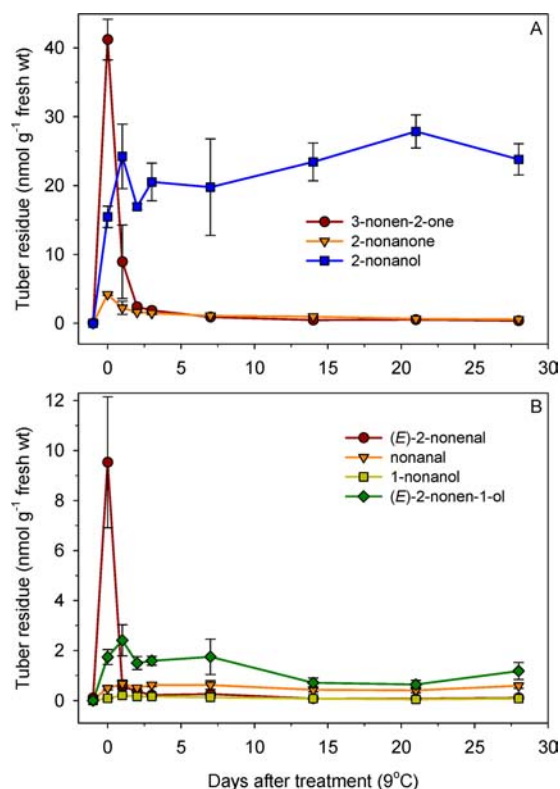 A
Tuber residue (nmol g⁻¹ fresh wt)
40
30
20
10
0
3-nonen-2-one
2-nonanone
2-nonanol
0 5 10 15 20 25 30
B
Tuber residue (nmol g⁻¹ fresh wt)
12
10
8
6
4
2
0
(E)-2-nonenal
nonanal
1-nonanol
(E)-2-nonen-1-ol
0 5 10 15 20 25 30
Days after treatment (9°C)